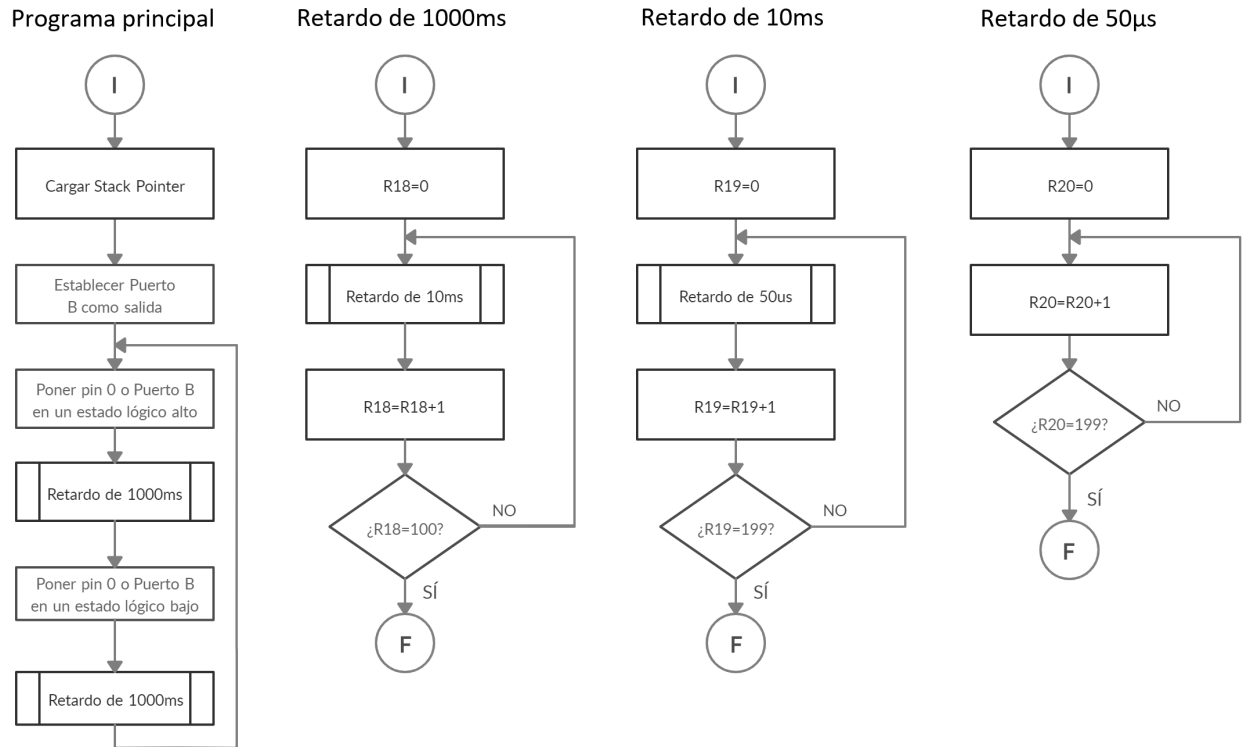 Programa principal
I
Cargar Stack Pointer
Establecer Puerto
B como salida
Poner pin 0 o Puerto B
en un estado lógico alto
Retardo de 1000ms
Poner pin 0 o Puerto B
en un estado lógico bajo
Retardo de 1000ms
Retardo de 1000ms
I
R18=0
Retardo de 10ms
R18=R18+1
¿R18=100?
NO
SÍ
F
Retardo de 10ms
I
R19=0
Retardo de 50us
R19=R19+1
¿R19=199?
NO
SÍ
F
Retardo de 50µs
I
R20=0
R20=R20+1
¿R20=199?
NO
SÍ
F